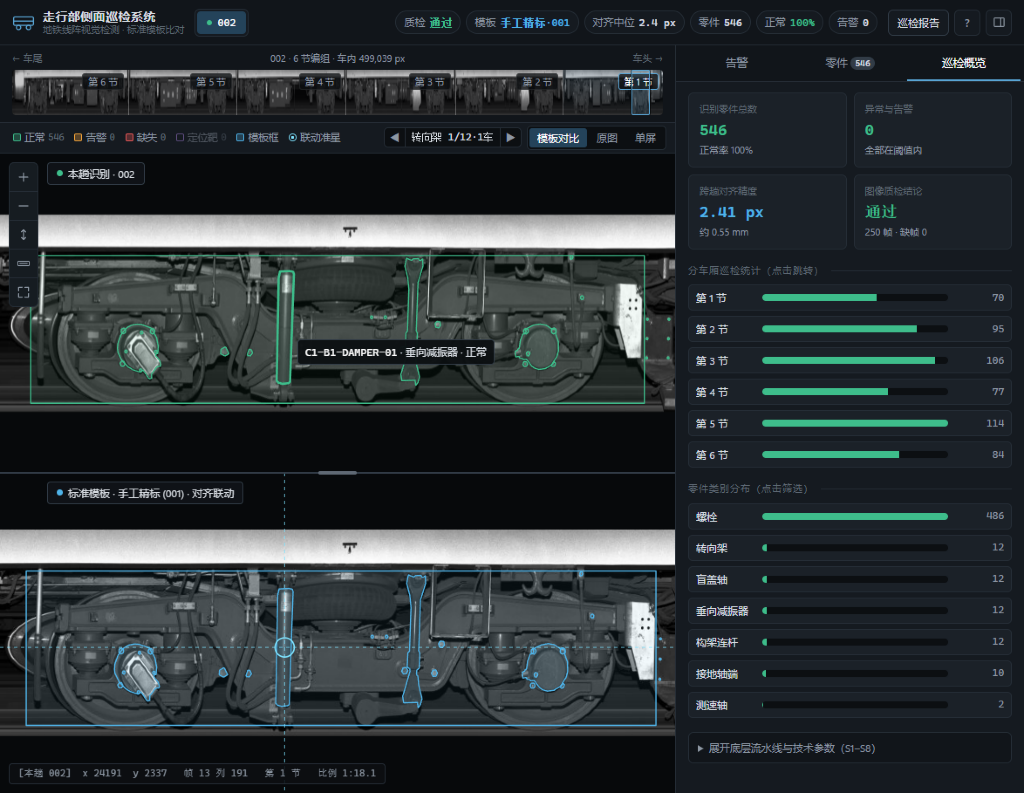 走行部侧面巡检系统
地铁线阵视觉检测 · 标准模板比对
002
质检 通过
模板 手工精标·001
对齐中位 2.4 px
零件 546
正常 100%
告警 0
巡检报告
?
← 车尾
002 · 6 节编组 · 车内 499,039 px
车头 →
第 6 节
第 5 节
第 4 节
第 3 节
第 2 节
第 1 节
正常 546
告警 0
缺失 0
定位靶 0
模板框
联动准星
◀ 转向架 1/12·1车 ▶
模板对比
原图
单屏
本趟识别 · 002
C1-B1-DAMPER-01 · 垂向减振器 · 正常
标准模板 · 手工精标 (001) · 对齐联动
[本趟 002] x 24191 y 2337 帧 13 列 191 第 1 节 比例 1:18.1
告警
零件 546
巡检概览
识别零件总数
546
正常率 100%
异常与告警
0
全部在阈值内
跨趟对齐精度
2.41 px
约 0.55 mm
图像质检结论
通过
250 帧 · 缺帧 0
分车厢巡检统计（点击跳转）
第 1 节 70
第 2 节 95
第 3 节 106
第 4 节 77
第 5 节 114
第 6 节 84
零件类别分布（点击筛选）
螺栓 486
转向架 12
盲盖轴 12
垂向减振器 12
构架连杆 12
接地轴端 10
测速轴 2
▶ 展开底层流水线与技术参数（S1–S8）